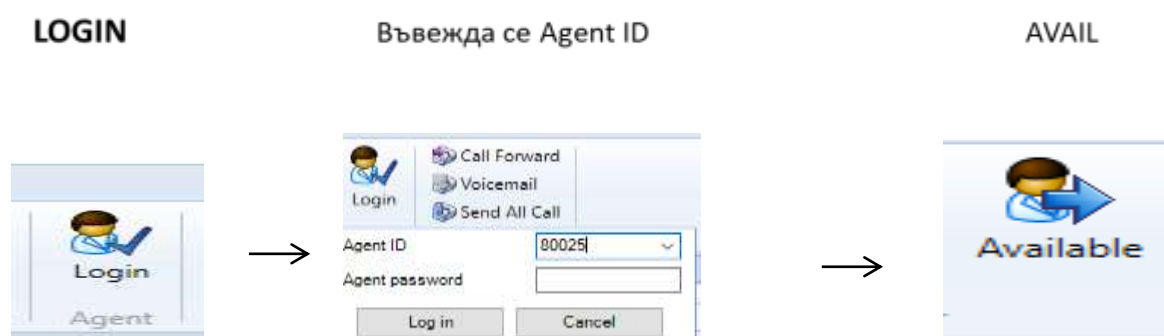 LOGIN
Въвежда се Agent ID
AVAIL
Login
Agent
Login
Call Forward
Voicemail
Send All Call
Agent ID
80025
Agent password
Log in
Cancel
Available